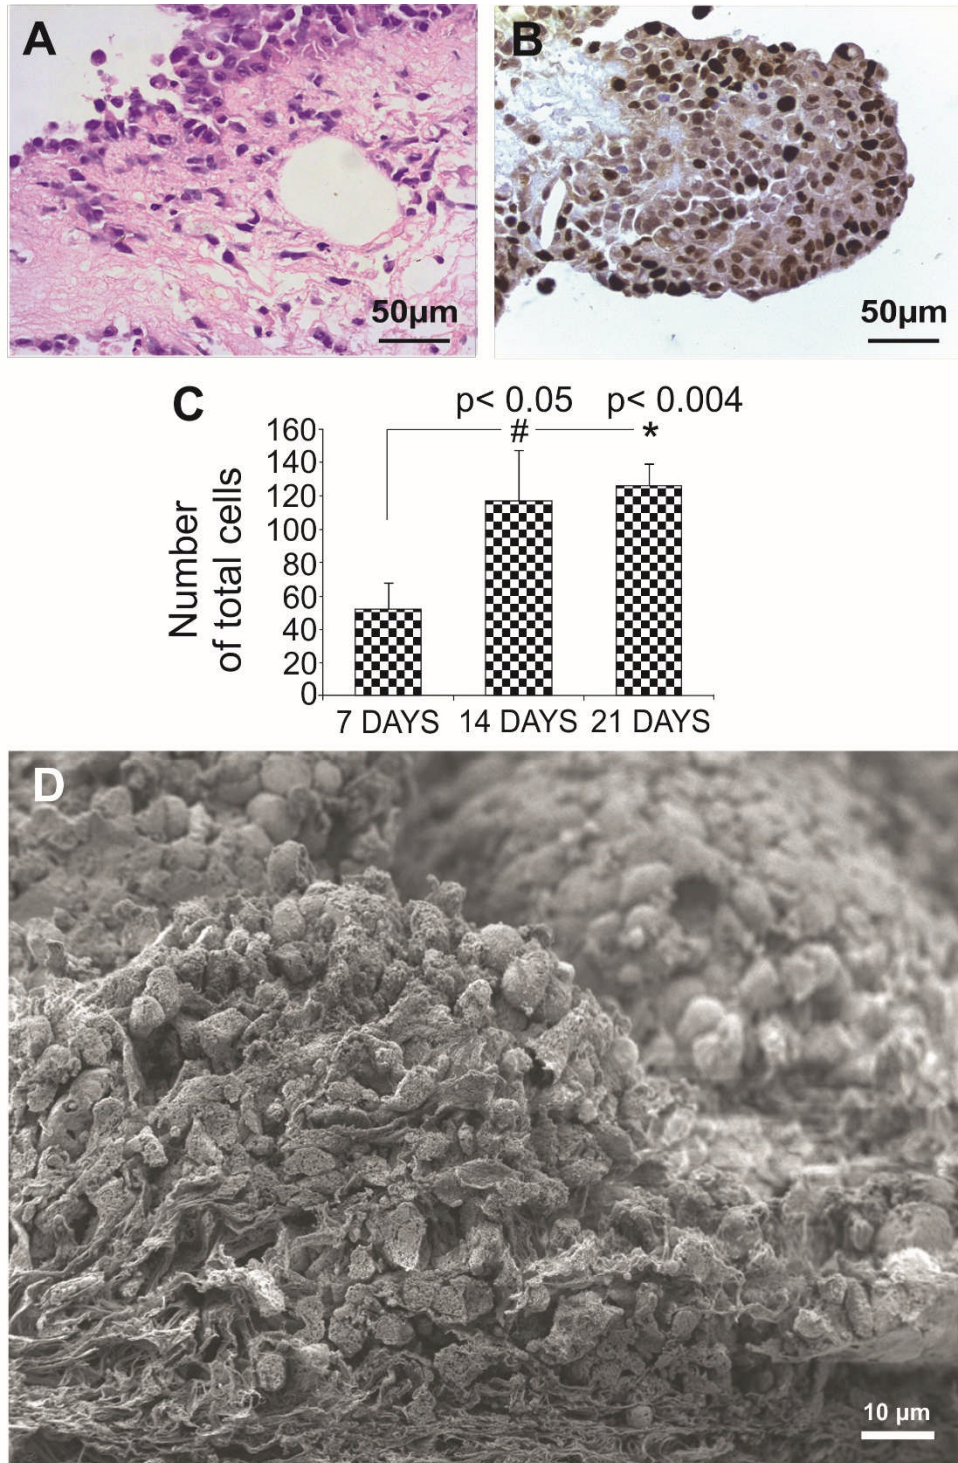 A
B
50µm
50µm
C
p< 0.05
p< 0.004
#
*
160
140
120
100
80
60
40
20
0
Number
of total cells
7 DAYS
14 DAYS
21 DAYS
D
10 µm